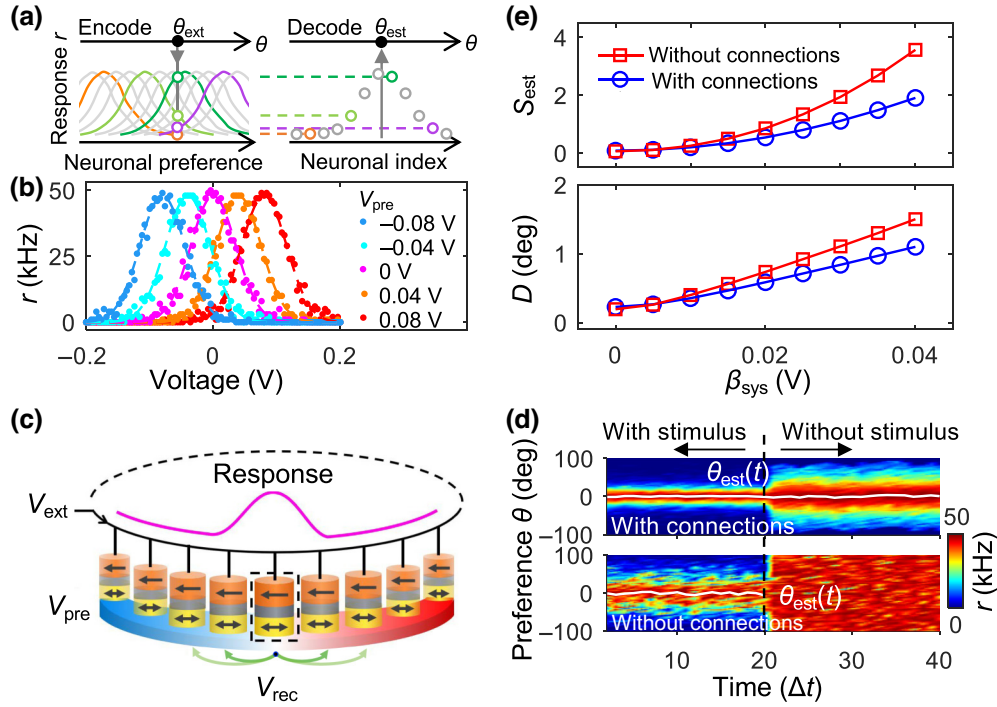 (a)
Encode θext θ
Response r
Neuronal preference
Decode θest θ
Neuronal index
(b)
50
25
0
r (kHz)
Vpre
−0.08 V
−0.04 V
0 V
0.04 V
0.08 V
−0.2 0 0.2
Voltage (V)
(c)
Response
Vext
Vpre
Vrec
(e)
4
2
0
Sest
Without connections
With connections
2
1
0
D (deg)
0 0.02 0.04
βsys (V)
(d)
With stimulus Without stimulus
100
0
−100
θest(t)
With connections
100
0
−100
θest(t)
Without connections
Preference θ (deg)
10 20 30 40
Time (Δt)
50
0
r (kHz)